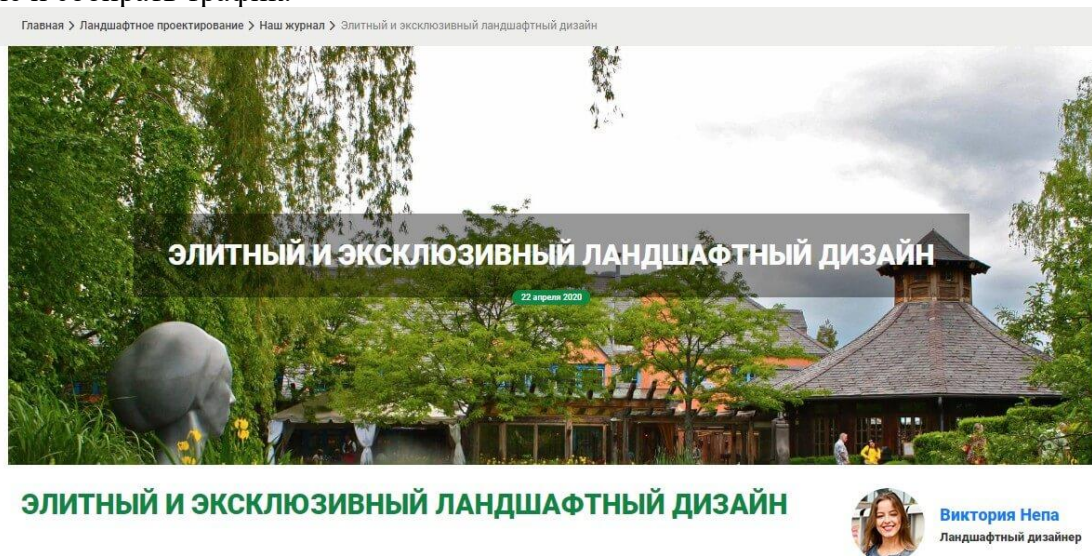 Главная > Ландшафтное проектирование > Наш журнал > Элитный и эксклюзивный ландшафтный дизайн
ЭЛИТНЫЙ И ЭКСКЛЮЗИВНЫЙ ЛАНДШАФТНЫЙ ДИЗАЙН
22 апреля 2020
ЭЛИТНЫЙ И ЭКСКЛЮЗИВНЫЙ ЛАНДШАФТНЫЙ ДИЗАЙН
Виктория Непа
Ландшафтный дизайнер